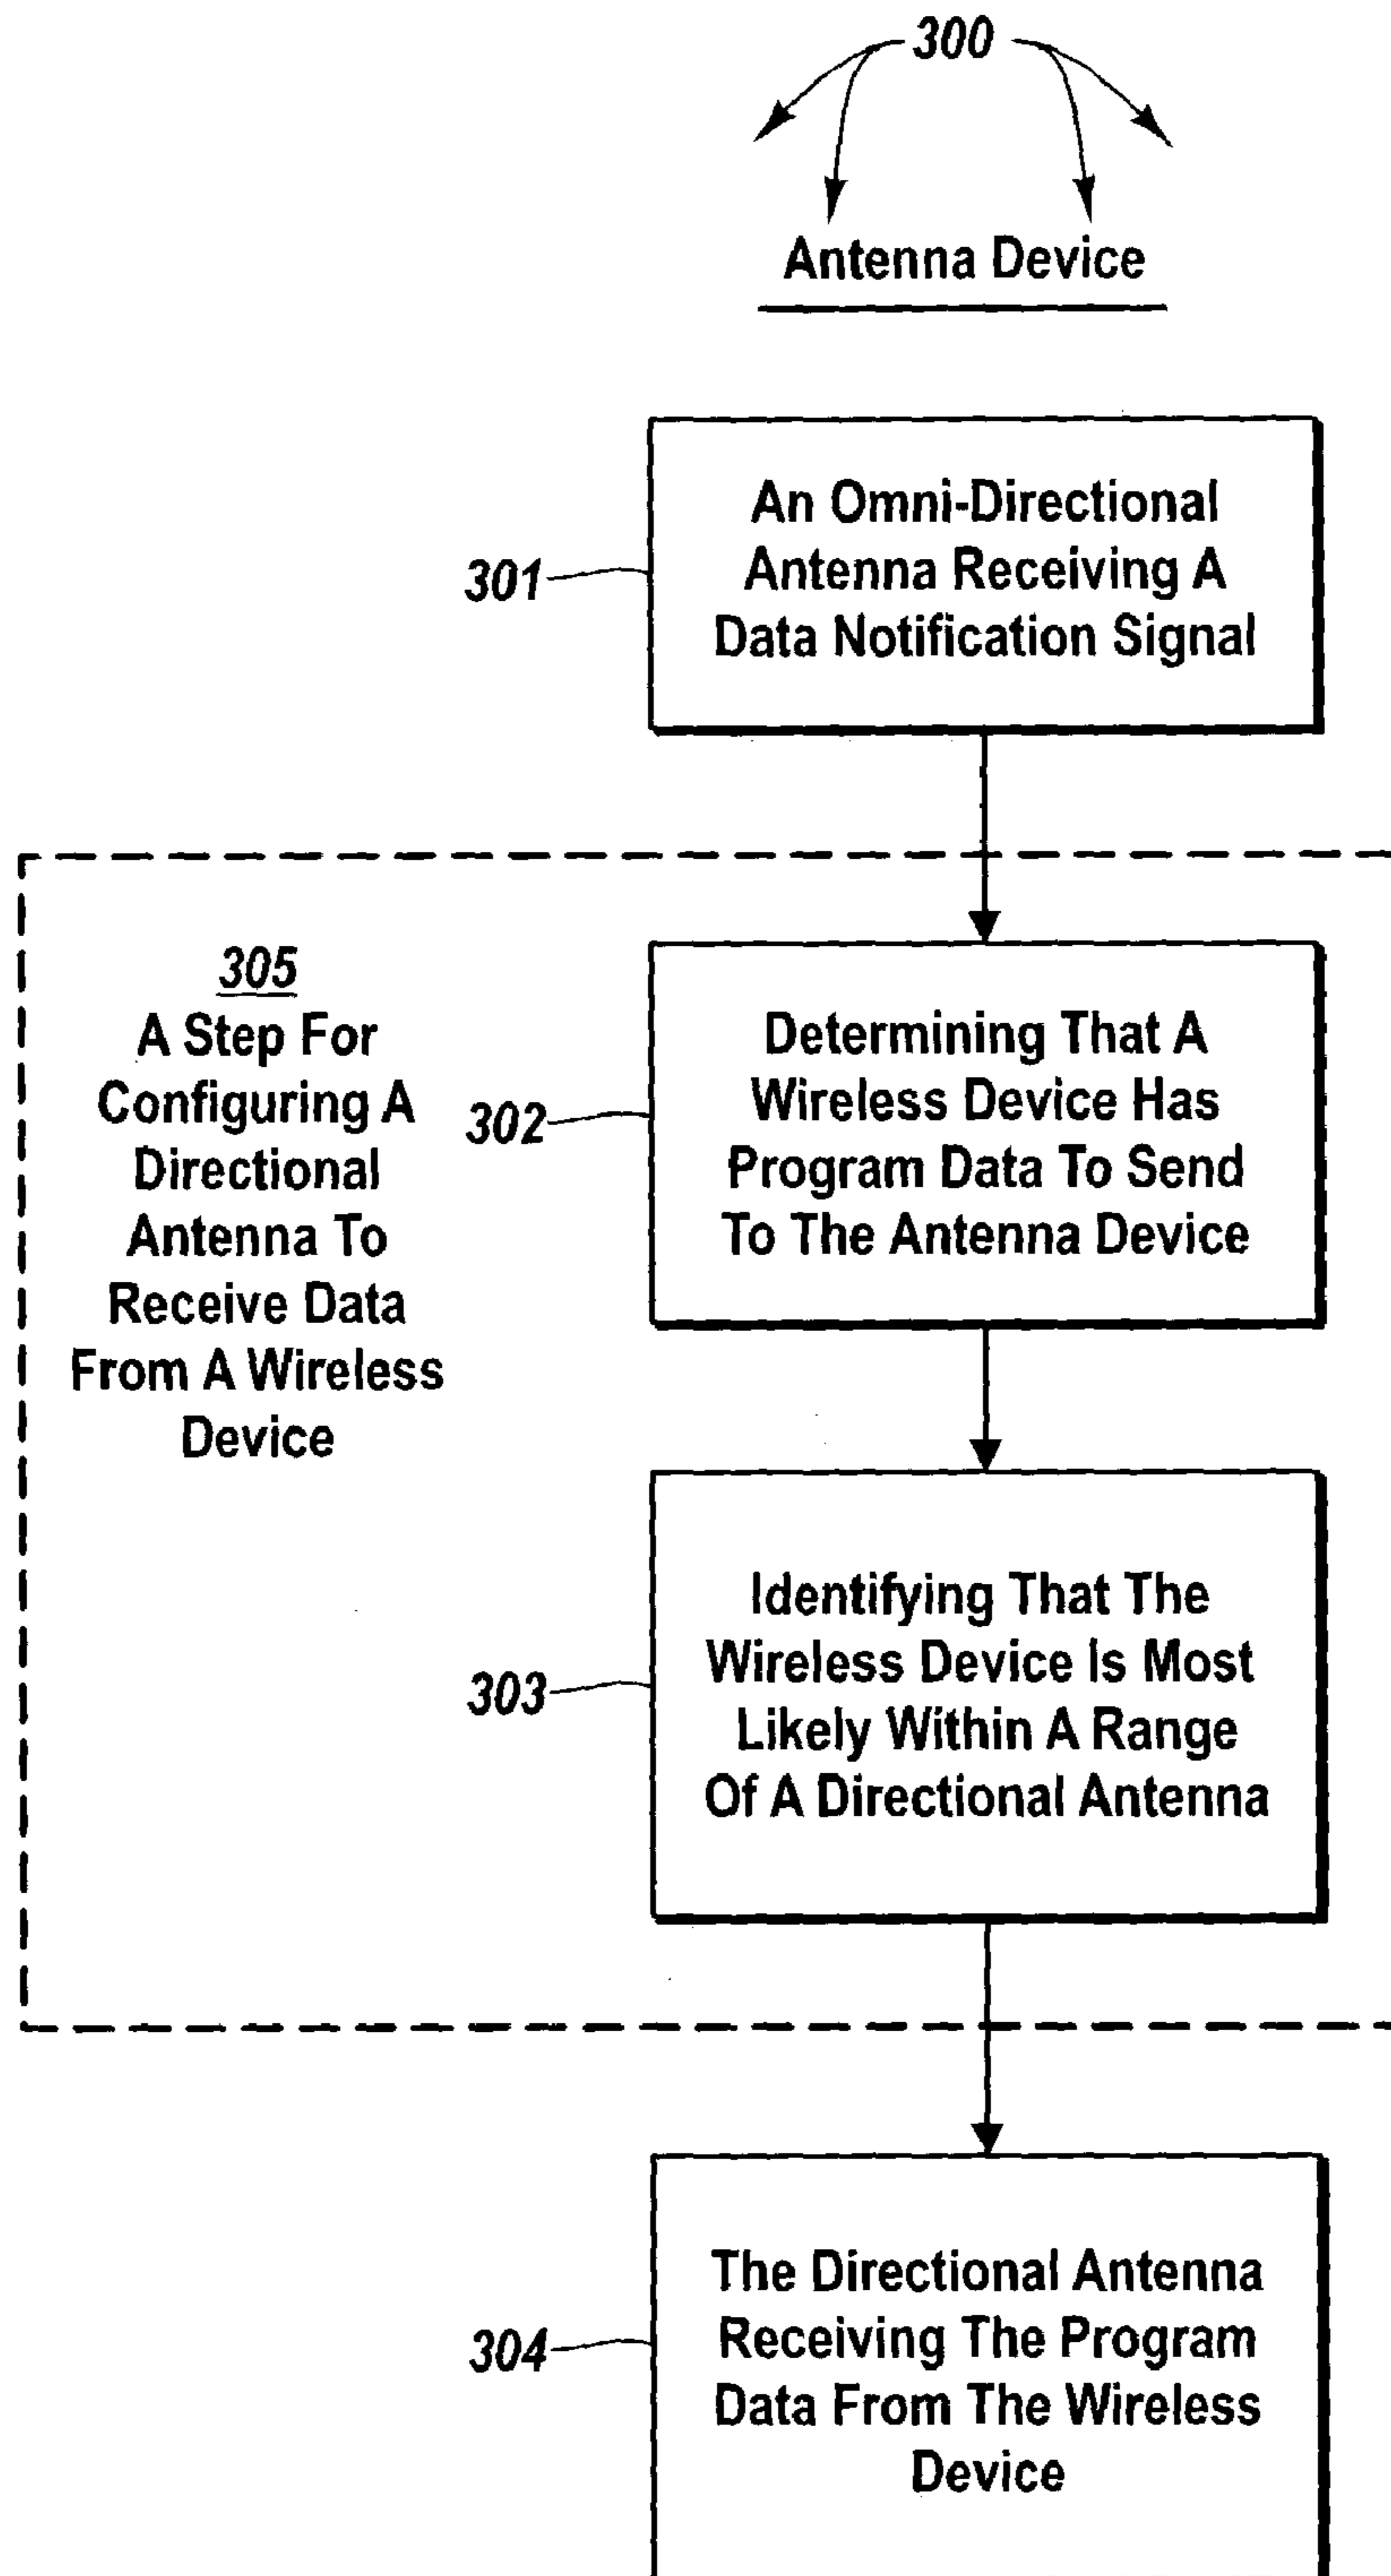 300
Antenna Device
An Omni-Directional
Antenna Receiving A
Data Notification Signal
301
305
A Step For
Configuring A
Directional
Antenna To
Receive Data
From A Wireless
Device
302
Determining That A
Wireless Device Has
Program Data To Send
To The Antenna Device
303
Identifying That The
Wireless Device Is Most
Likely Within A Range
Of A Directional Antenna
304
The Directional Antenna
Receiving The Program
Data From The Wireless
Device